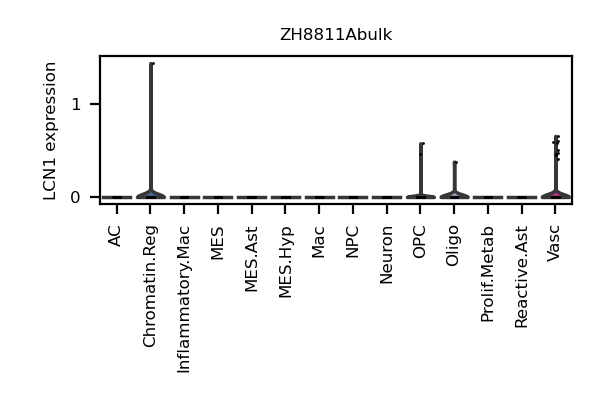 ZH8811Abulk
LCN1 expression
1
0
AC
Chromatin.Reg
Inflammatory.Mac
MES
MES.Ast
MES.Hyp
Mac
NPC
Neuron
OPC
Oligo
Prolif.Metab
Reactive.Ast
Vasc